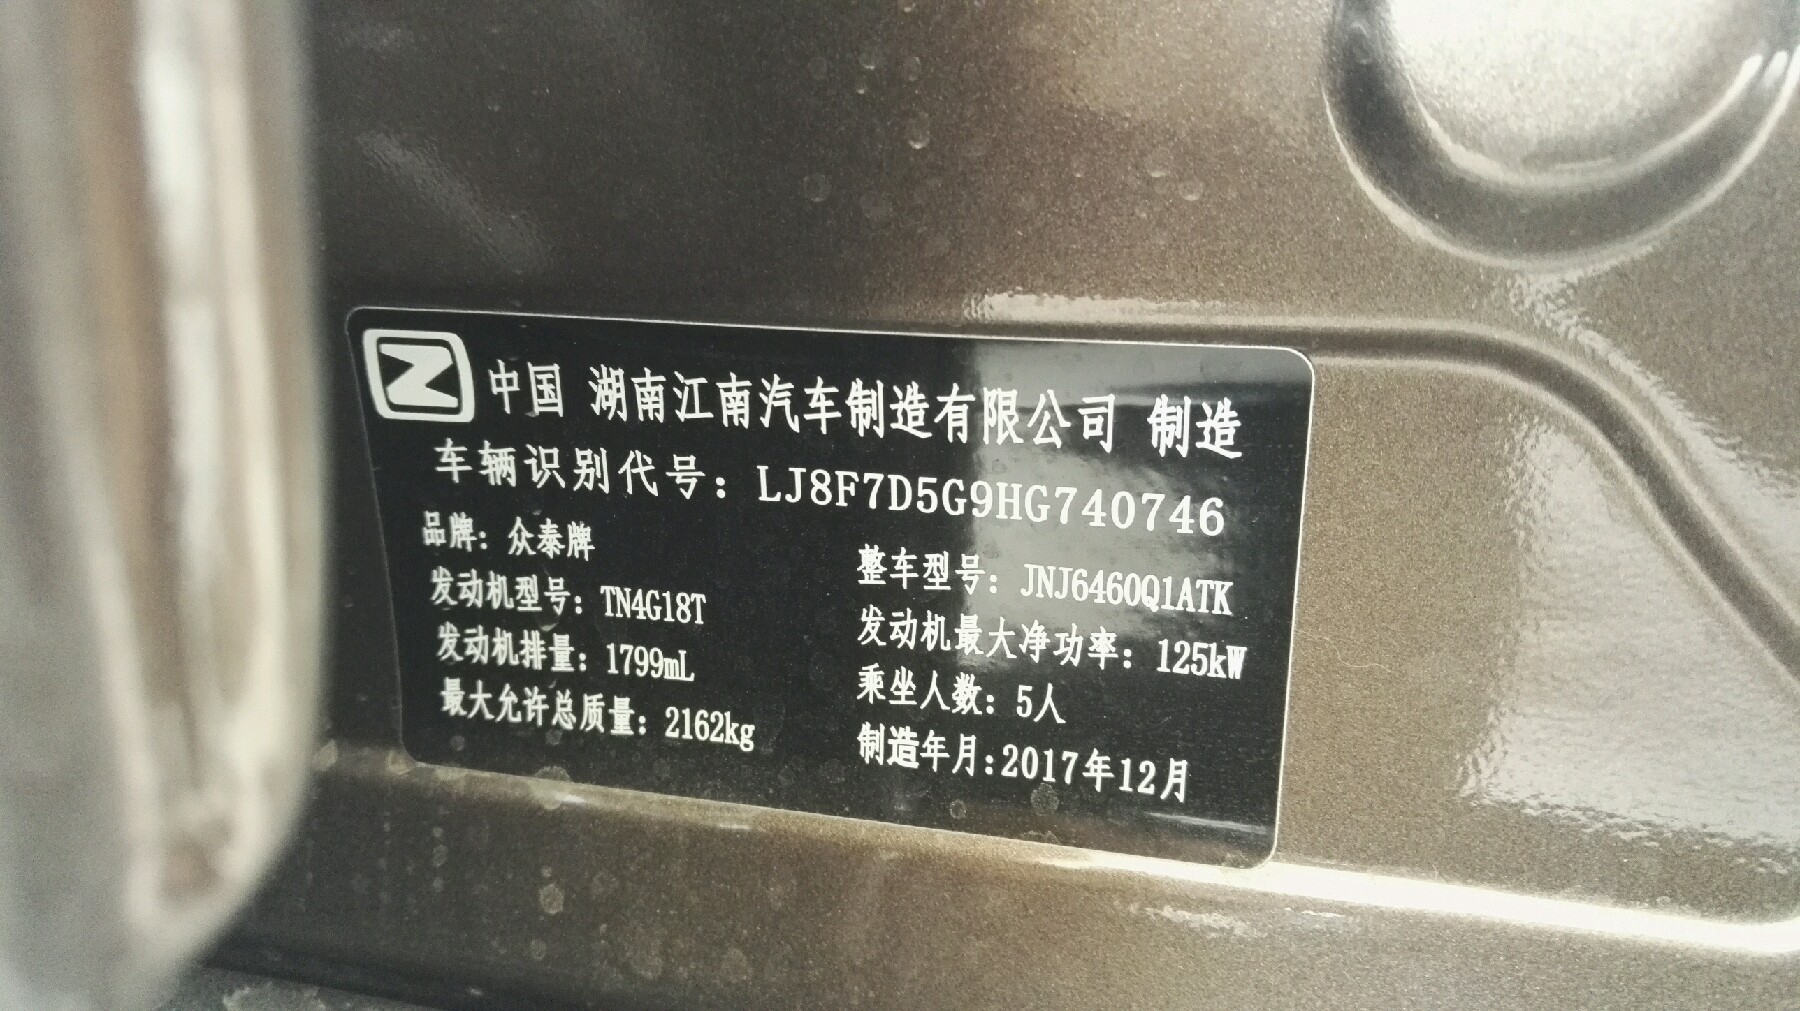 中国 湖南江南汽车制造有限公司 制造
车辆识别代号：LJ8F7D5G9HG740746
品牌：众泰牌
整车型号：JNJ6460Q1ATK
发动机型号：TN4G18T
发动机最大净功率：125kW
发动机排量：1799mL
乘坐人数：5人
最大允许总质量：2162kg
制造年月:2017年12月